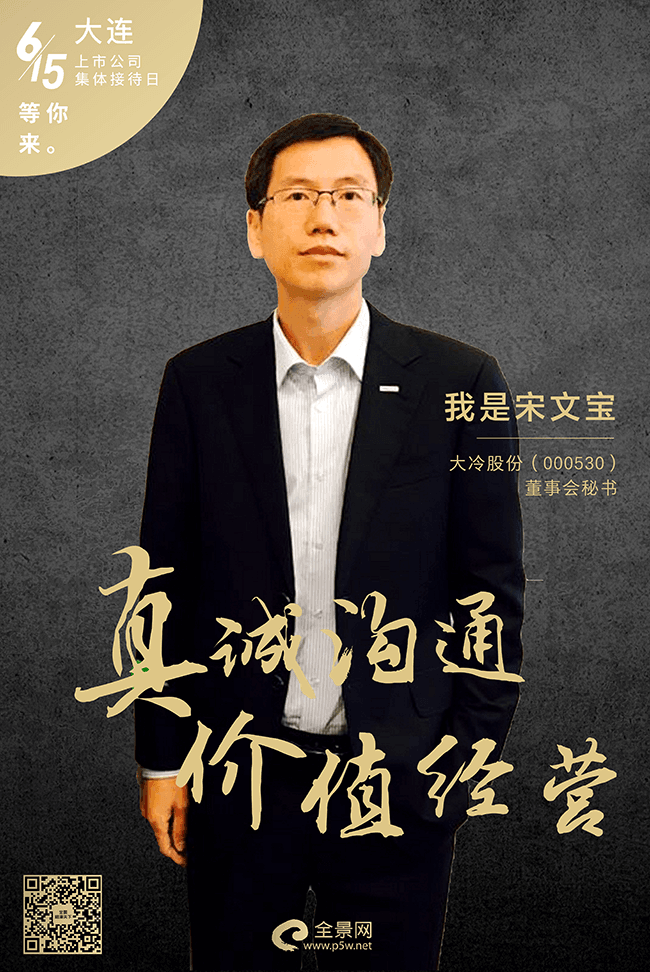 6/15
大连
上市公司
集体接待日
等你
来。
我是宋文宝
大冷股份（000530）
董事会秘书
真诚沟通
价值经营
全景网
www.p5w.net